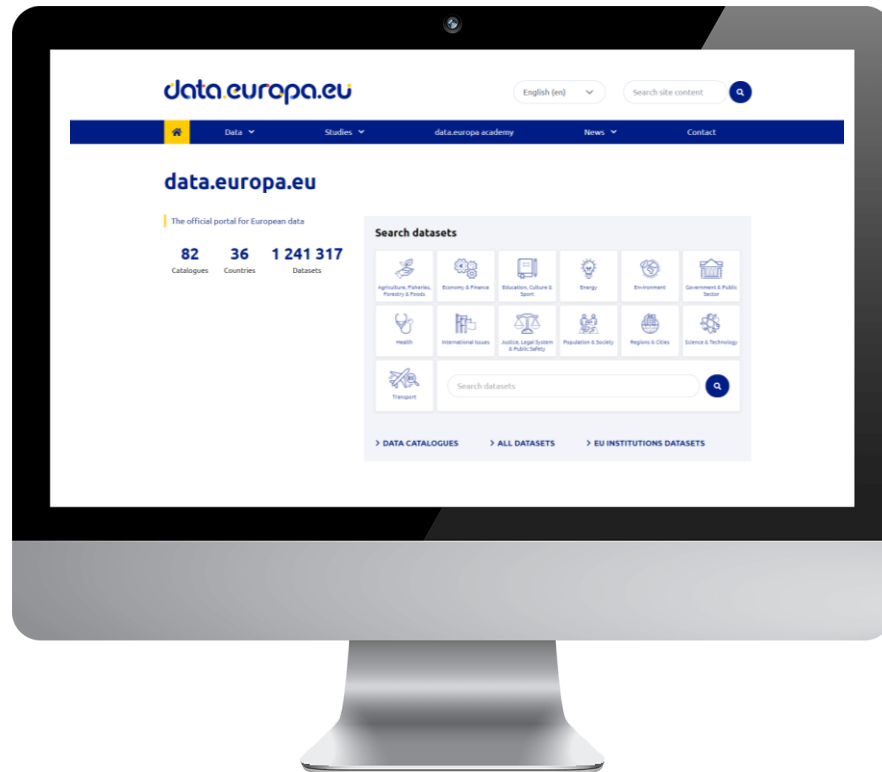 data.europa.eu
English (en)
Search site content
Data
Studies
data.europa academy
News
Contact
data.europa.eu
The official portal for European data
82
36
1 241 317
Catalogues
Countries
Datasets
Search datasets
Agriculture, Fisheries,
Forestry & Foods
Economy & Finance
Education, Culture &
Sport
Energy
Environment
Government & Public
Sector
Health
International Issues
Justice, Legal System
& Public Safety
Population & Society
Regions & Cities
Science & Technology
Transport
Search datasets
> DATA CATALOGUES
> ALL DATASETS
> EU INSTITUTIONS DATASETS